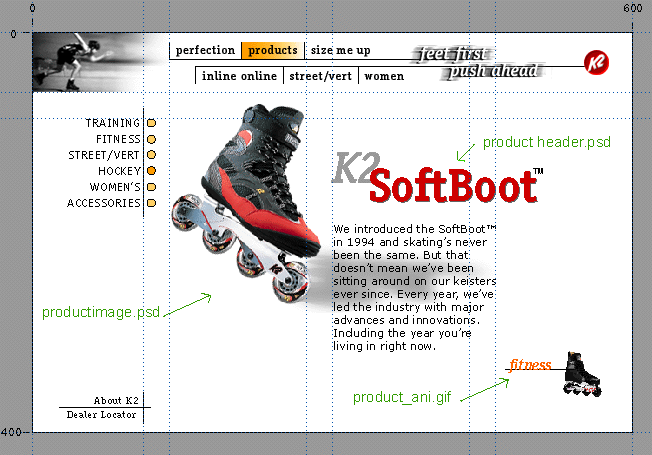 0
600
0
perfection products size me up
feet first
push ahead
K2
inline online street/vert women
TRAINING
FITNESS
STREET/VERT
HOCKEY
WOMEN'S
ACCESSORIES
product header.psd
K2
SoftBoot™
We introduced the SoftBoot™
in 1994 and skating's never
been the same. But that
doesn't mean we've been
sitting around on our keisters
ever since. Every year, we've
led the industry with major
advances and innovations.
Including the year you're
living in right now.
productimage.psd
fitness
product_ani.gif
About K2
Dealer Locator
400